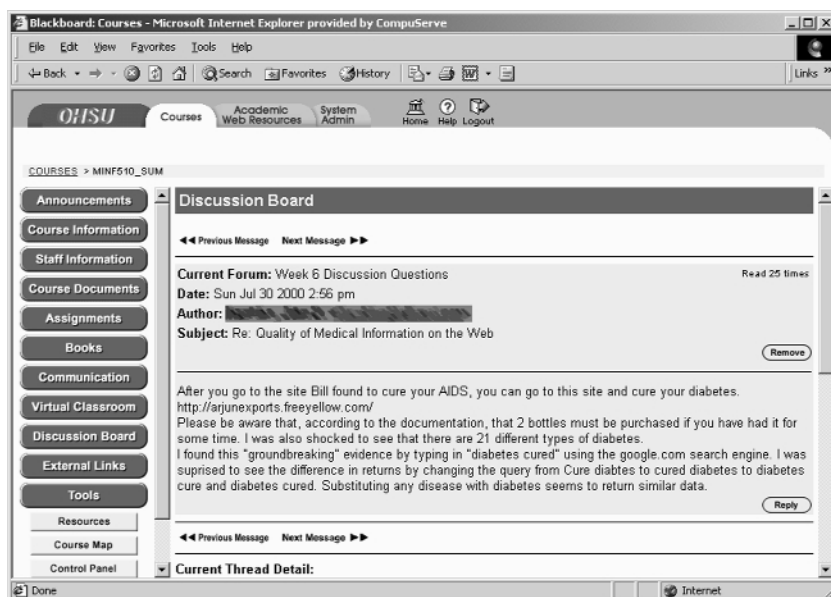 Blackboard: Courses - Microsoft Internet Explorer provided by CompuServe
File Edit View Favorites Tools Help
Back Search Favorites History Links »
OHSU Courses Academic Web Resources System Admin Home Help Logout
COURSES > MINF510_SUM
Announcements
Course Information
Staff Information
Course Documents
Assignments
Books
Communication
Virtual Classroom
Discussion Board
External Links
Tools
Resources
Course Map
Control Panel
Discussion Board
Previous Message Next Message
Current Forum: Week 6 Discussion Questions Read 25 times
Date: Sun Jul 30 2000 2:56 pm
Author:
Subject: Re: Quality of Medical Information on the Web
Remove
After you go to the site Bill found to cure your AIDS, you can go to this site and cure your diabetes.
http://arjunexports.freeyellow.com/
Please be aware that, according to the documentation, that 2 bottles must be purchased if you have had it for
some time. I was also shocked to see that there are 21 different types of diabetes.
I found this "groundbreaking" evidence by typing in "diabetes cured" using the google.com search engine. I was
suprised to see the difference in returns by changing the query from Cure diabtes to cured diabetes to diabetes
cure and diabetes cured. Substituting any disease with diabetes seems to return similar data.
Reply
Previous Message Next Message
Current Thread Detail:
Done Internet